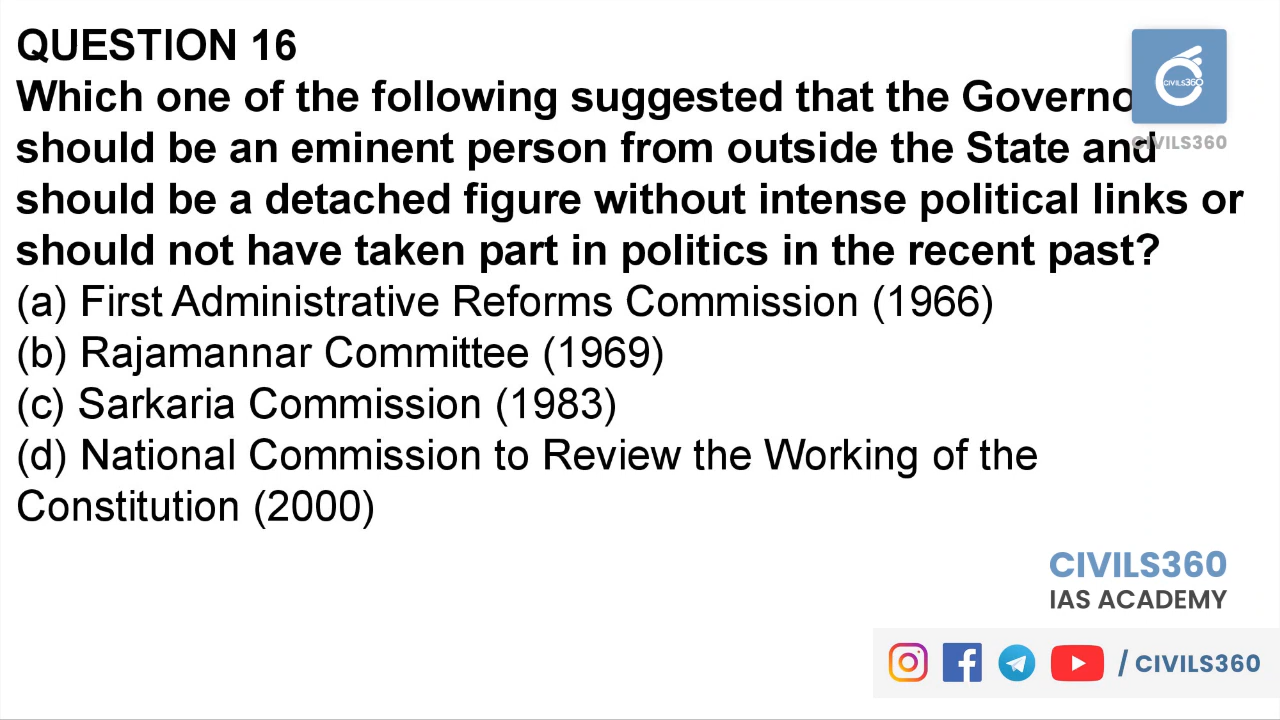 QUESTION 16
Which one of the following suggested that the Governo
should be an eminent person from outside the State and
should be a detached figure without intense political links or
should not have taken part in politics in the recent past?
(a) First Administrative Reforms Commission (1966)
(b) Rajamannar Committee (1969)
(c) Sarkaria Commission (1983)
(d) National Commission to Review the Working of the
Constitution (2000)
CIVILS360
CIVILS360
CIVILS360
IAS ACADEMY
/ CIVILS360